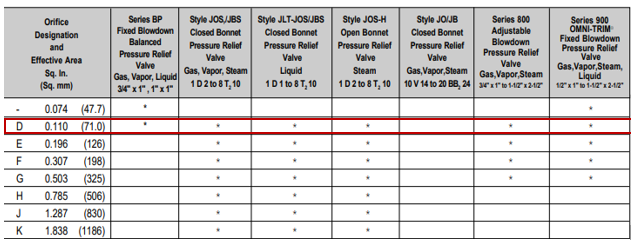 Orifice
Designation
and
Effective Area
Sq. In.
(Sq. mm)
Series BP
Fixed Blowdown
Balanced
Pressure Relief
Valve
Gas, Vapor, Liquid
3/4" x 1" , 1" x 1"
Style JOS/JBS
Closed Bonnet
Pressure Relief
Valve
Gas, Vapor, Steam
1 D 2 to 8 T, 10
Style JLT-JOS/JBS
Closed Bonnet
Pressure Relief
Valve
Liquid
1 D 1 to 8 T, 10
Style JOS-H
Open Bonnet
Pressure Relief
Valve
Steam
1 D 2 to 8 T, 10
Style JO/JB
Closed Bonnet
Pressure Relief
Valve
Gas,Vapor,Steam
10 V 14 to 20 BB, 24
Series 800
Adjustable
Blowdown
Pressure Relief
Valve
Gas,Vapor,Steam
3/4" x 1" to 1-1/2" x 2-1/2"
Series 900
OMNI-TRIM®
Fixed Blowdown
Pressure Relief
Valve
Gas,Vapor,Steam,
Liquid
1/2" x 1" to 1-1/2" x 2-1/2"
- 0.074 (47.7) * *
D 0.110 (71.0) * * * * * *
E 0.196 (126) * * * * *
F 0.307 (198) * * * * *
G 0.503 (325) * * * * *
H 0.785 (506) * * *
J 1.287 (830) * * *
K 1.838 (1186) * * *